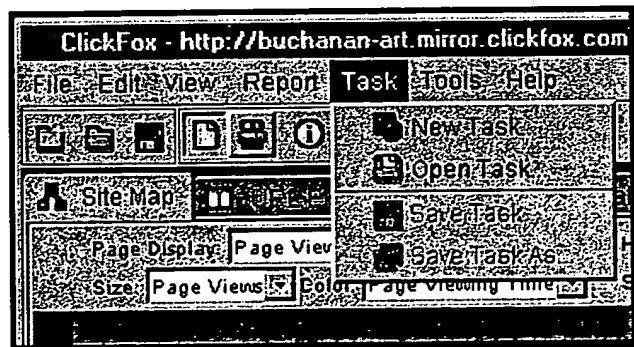 ClickFox - http://buchanan-art.mirror.clickfox.com
File Edit View Report Task Tools Help
New Task
Open Task
Site Map
Save Task
Page Display: Page View
Save Task As
Size: Page Views Color: Page Viewing Time